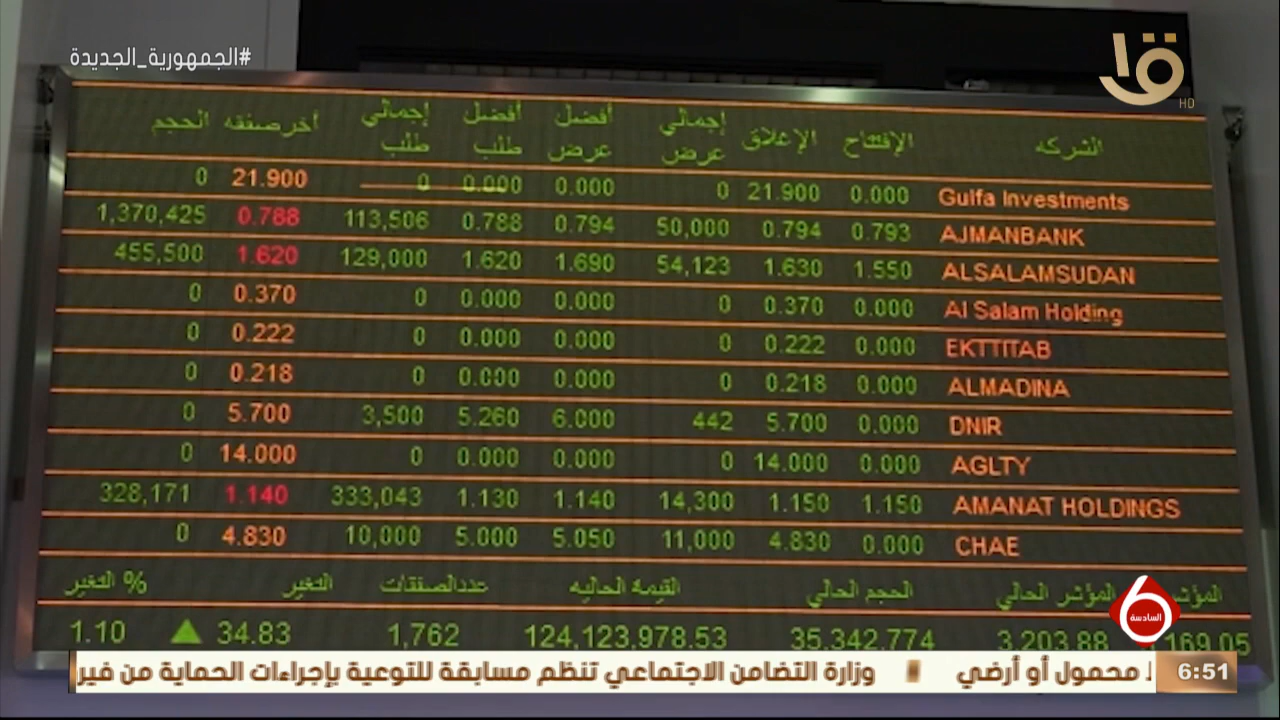 #الجمهورية_الجديدة
HD
الشركه الإفتتاح الإغلاق إجمالي عرض أفضل عرض أفضل طلب إجمالي طلب أخر صفقه الحجم
Gulfa Investments 0.000 21.900 0 0.000 0.000 0 21.900 0
AJMANBANK 0.793 0.794 50,000 0.794 0.788 113,506 0.788 1,370,425
ALSALAMSUDAN 1.550 1.630 54,123 1.690 1.620 129,000 1.620 455,500
Al Salam Holding 0.000 0.370 0 0.000 0.000 0 0.370 0
EKTTITAB 0.000 0.222 0 0.000 0.000 0 0.222 0
ALMADINA 0.000 0.218 0 0.000 0.000 0 0.218 0
DNIR 0.000 5.700 442 6.000 5.260 3,500 5.700 0
AGLTY 0.000 14.000 0 0.000 0.000 0 14.000 0
AMANAT HOLDINGS 1.150 1.150 14,300 1.140 1.130 333,043 1.140 328,171
CHAE 0.000 4.830 11,000 5.050 5.000 10,000 4.830 0
المؤشر الحالي الحجم الحالي القيمة الحاليه عددالصفقات التغير التغير %
169.05 3,203.88 35,342,774 124,123,978.53 1,762 34.83 ▲ 1.10
السادسة
6:51 محمول أو أرضي وزارة التضامن الاجتماعي تنظم مسابقة للتوعية بإجراءات الحماية من فير